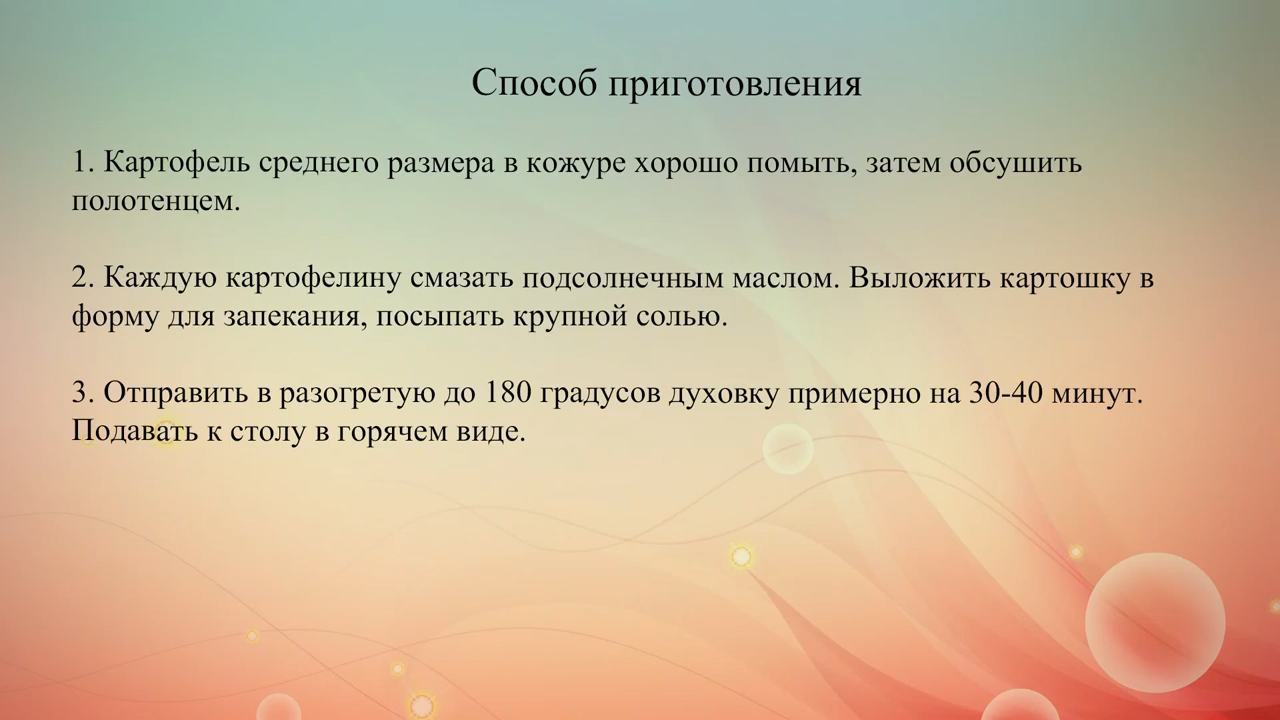 Способ приготовления
1. Картофель среднего размера в кожуре хорошо помыть, затем обсушить
полотенцем.
2. Каждую картофелину смазать подсолнечным маслом. Выложить картошку в
форму для запекания, посыпать крупной солью.
3. Отправить в разогретую до 180 градусов духовку примерно на 30-40 минут.
Подавать к столу в горячем виде.